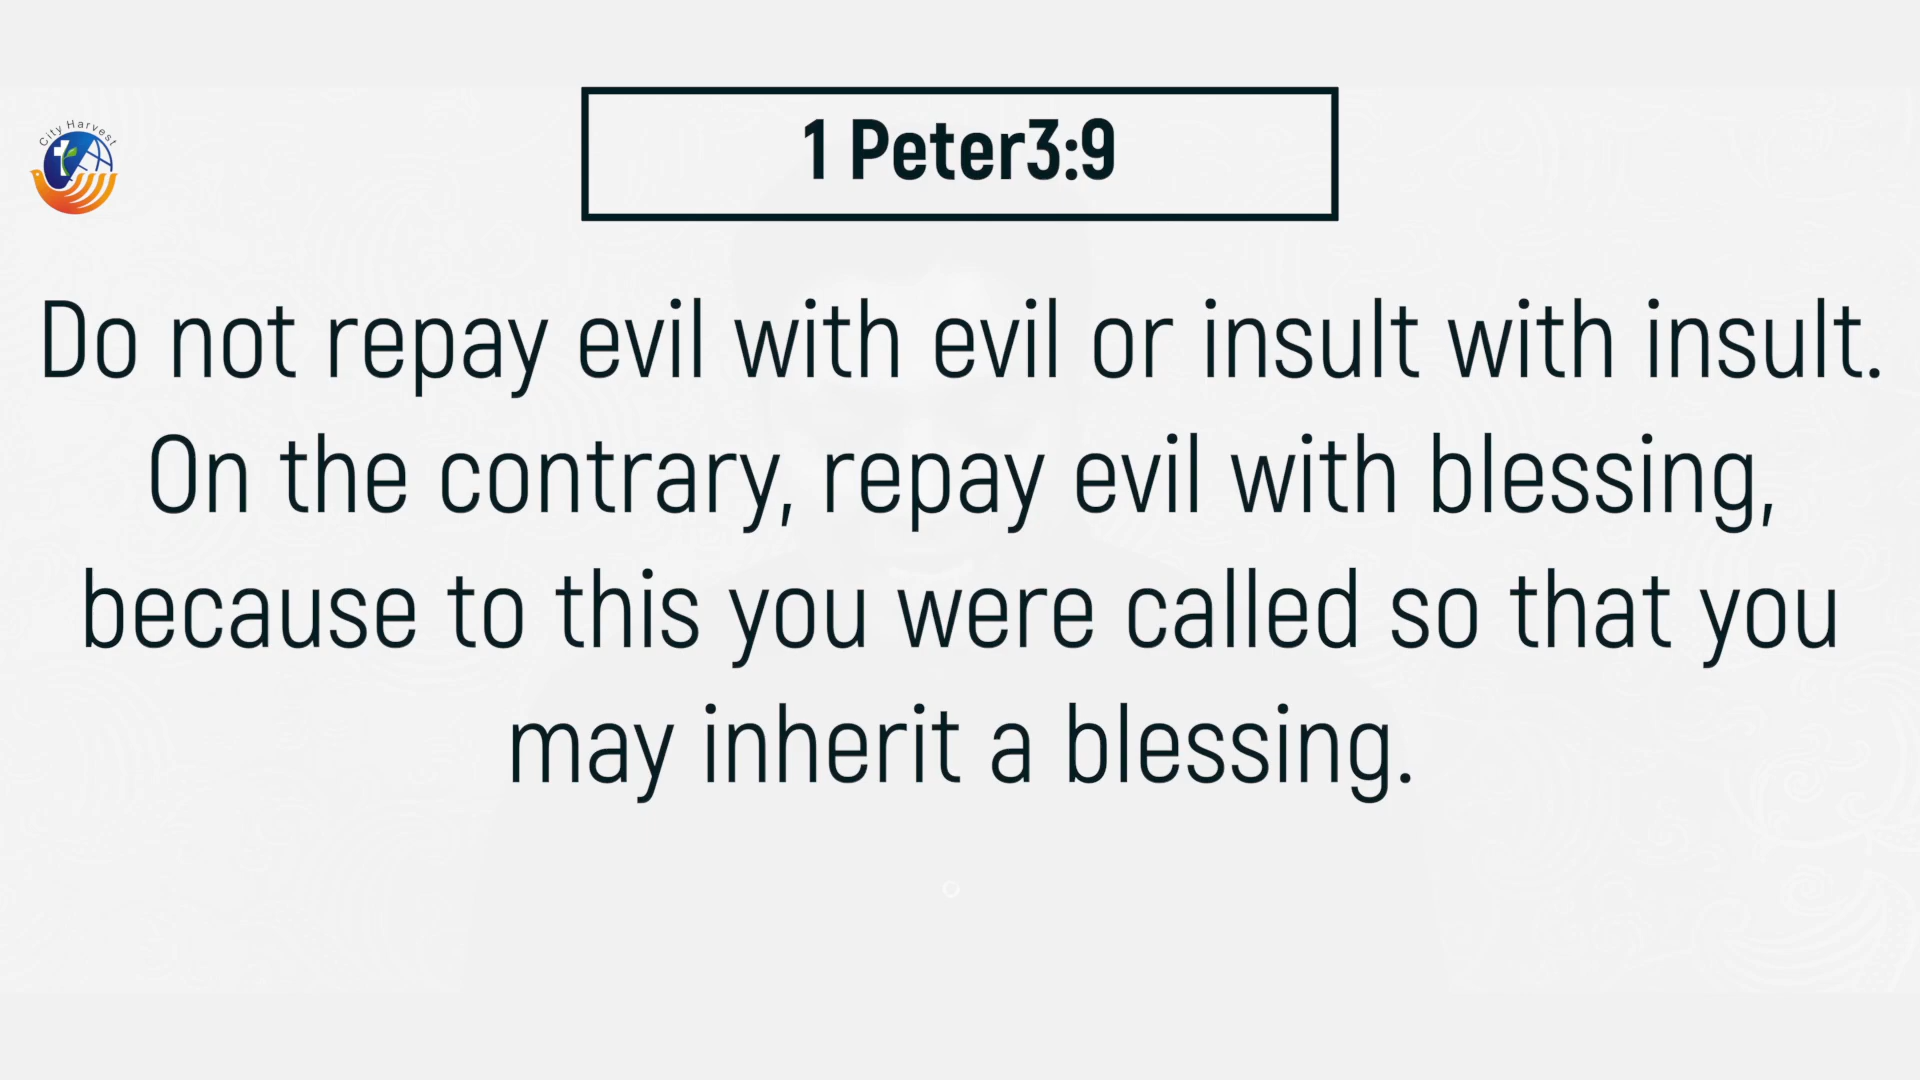 City Harvest
1 Peter3:9
Do not repay evil with evil or insult with insult.
On the contrary, repay evil with blessing,
because to this you were called so that you
may inherit a blessing.